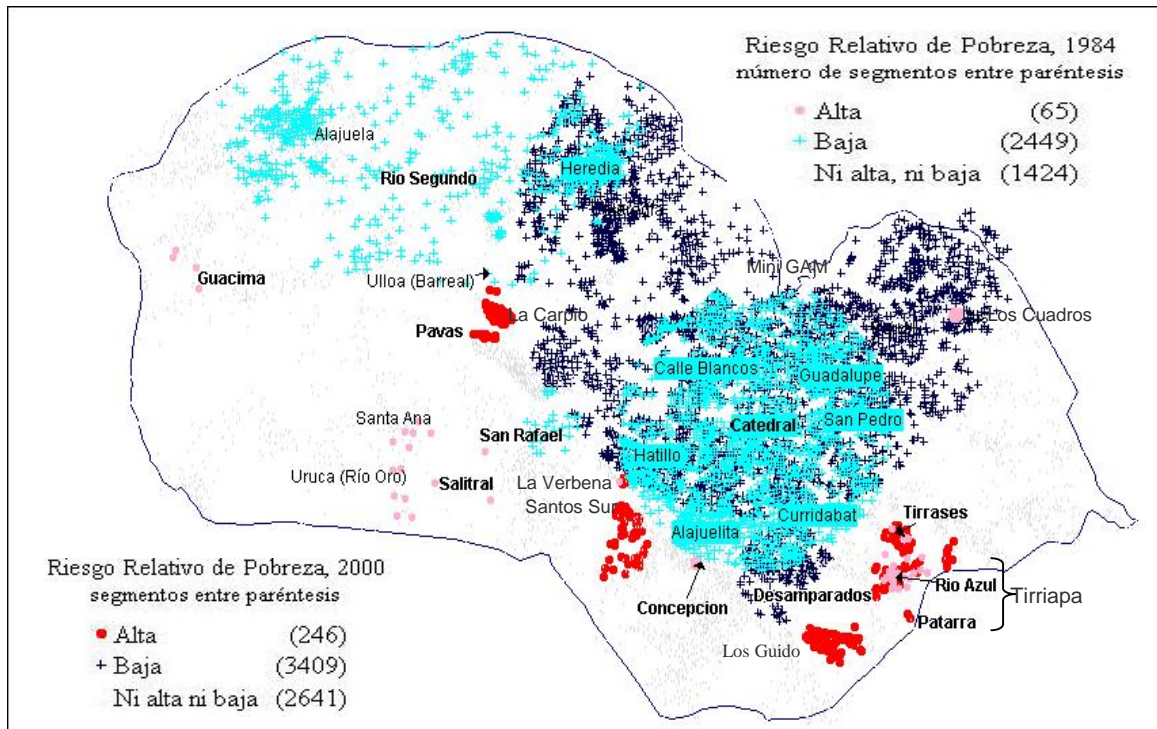 Riesgo Relativo de Pobreza, 1984
número de segmentos entre paréntesis
Alta (65)
Baja (2449)
Ni alta, ni baja (1424)
Alajuela
Heredia
Rio Segundo
Mini GAM
Guacima
Ulloa (Barreal)
La Carpio
Los Cuadros
Pavas
Calle Blancos
Guadalupe
Santa Ana
San Rafael
Catedral
San Pedro
Hatillo
Uruca (Río Oro)
Salitral
La Verbena
Santos Sur
Curridabat
Tirrases
Alajuelita
Riesgo Relativo de Pobreza, 2000
segmentos entre paréntesis
Alta (246)
Baja (3409)
Ni alta ni baja (2641)
Concepcion
Desamparados
Rio Azul
Tirriapa
Patarra
Los Guido